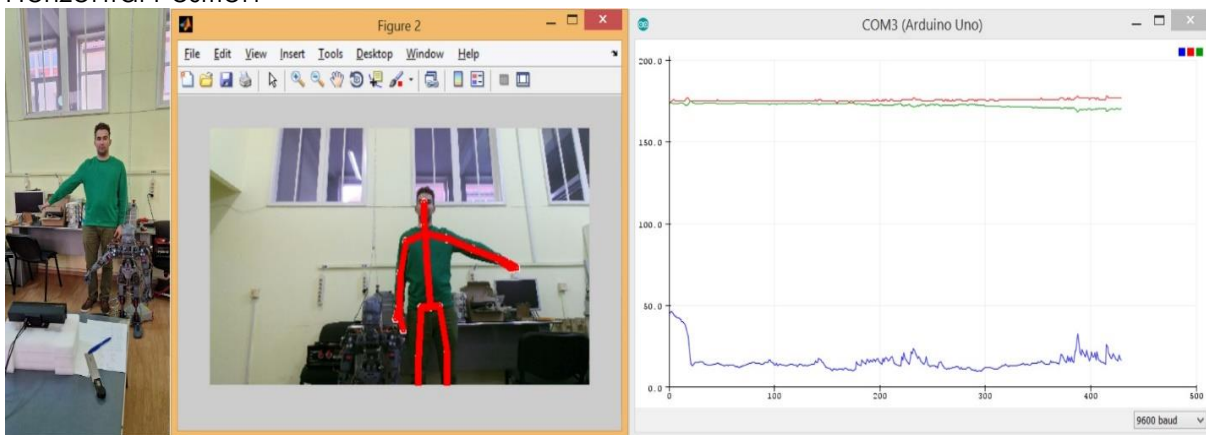 Horizontal Position
Figure 2
File Edit View Insert Tools Desktop Window Help
COM3 (Arduino Uno)
200.0
150.0
100.0
50.0
0.0
0 100 200 300 400 500
9600 baud